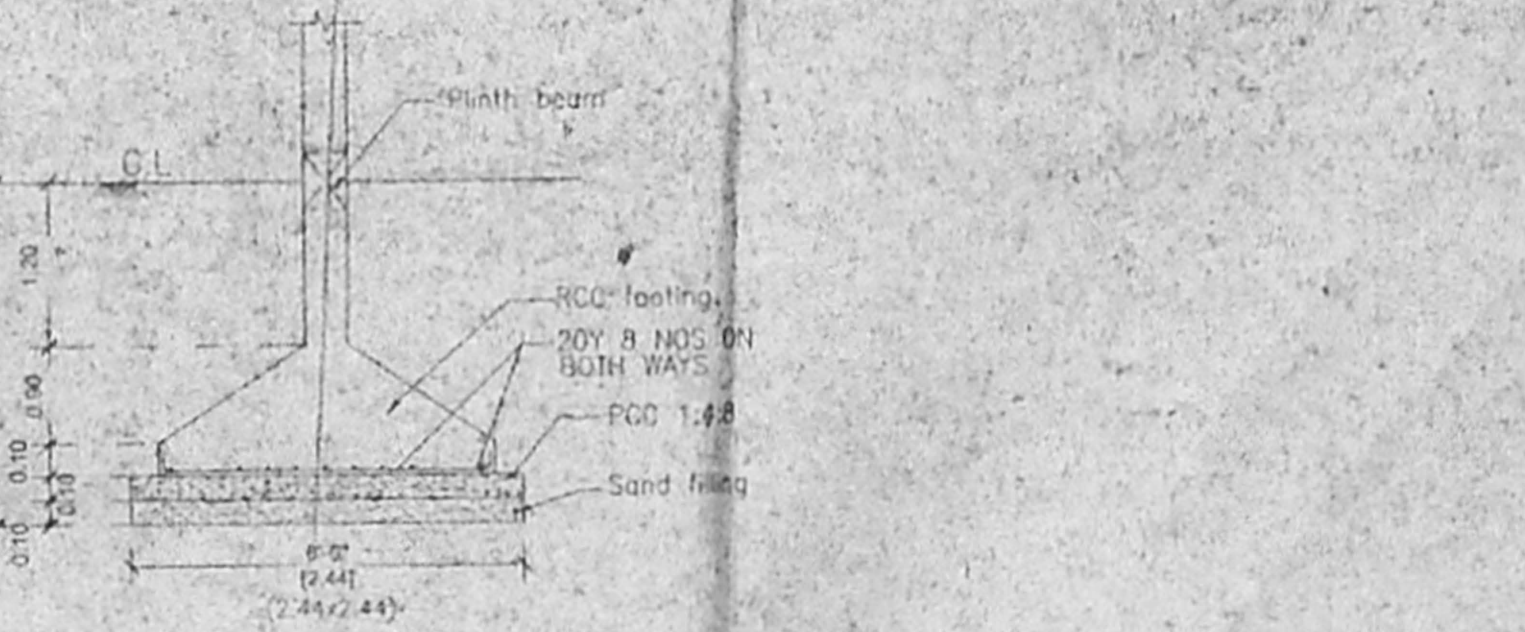 Plinth beam
G.L
1.20
RCC footing.
20Y 8 NOS ON
BOTH WAYS
0.90
PCC 1:4:8
0.10
0.10
Sand filling
0.10
8'-0"
[2.44]
(2.44x2.44)